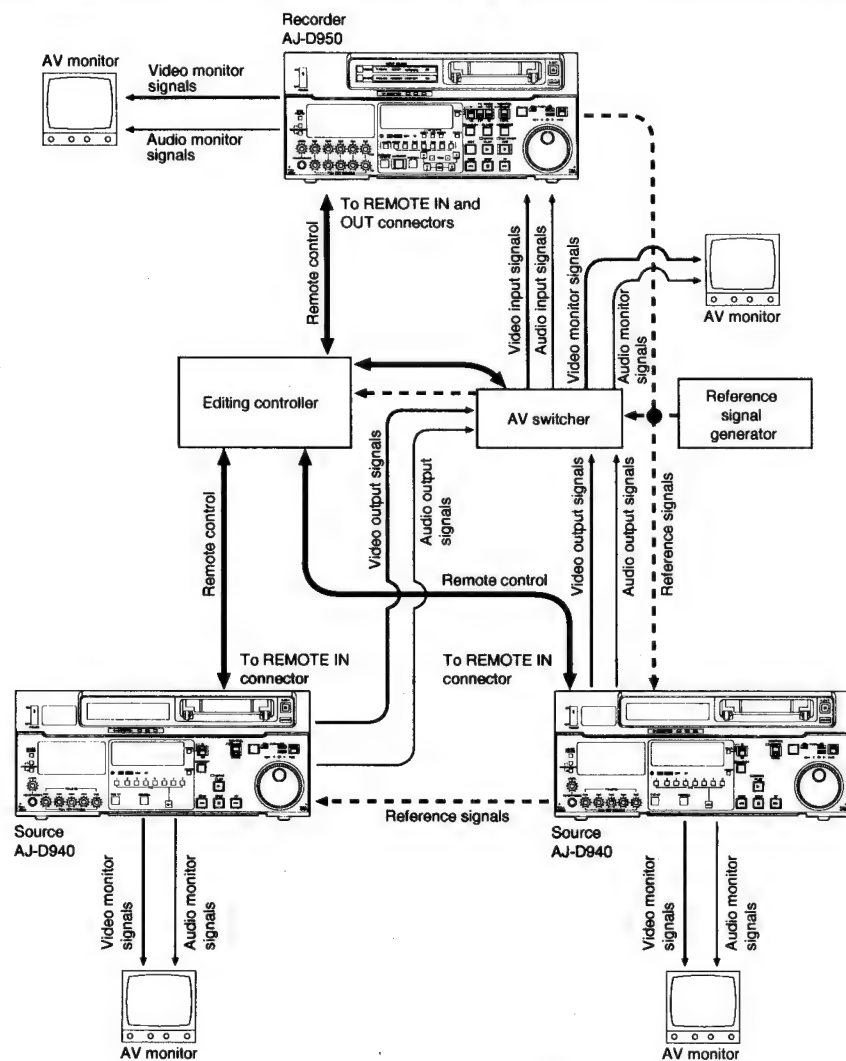 Recorder
AJ-D950
AV monitor
Video monitor
signals
Audio monitor
signals
To REMOTE IN and
OUT connectors
Remote control
Video input signals
Audio input signals
Video monitor signals
Audio monitor
signals
AV monitor
Editing controller
AV switcher
Reference
signal
generator
Remote control
Video output signals
Audio output
signals
Video output signals
Audio output signals
Reference signals
Remote control
To REMOTE IN
connector
To REMOTE IN
connector
Reference signals
Source
AJ-D940
Source
AJ-D940
Video monitor
signals
Audio monitor
signals
Video monitor
signals
Audio monitor
signals
AV monitor
AV monitor